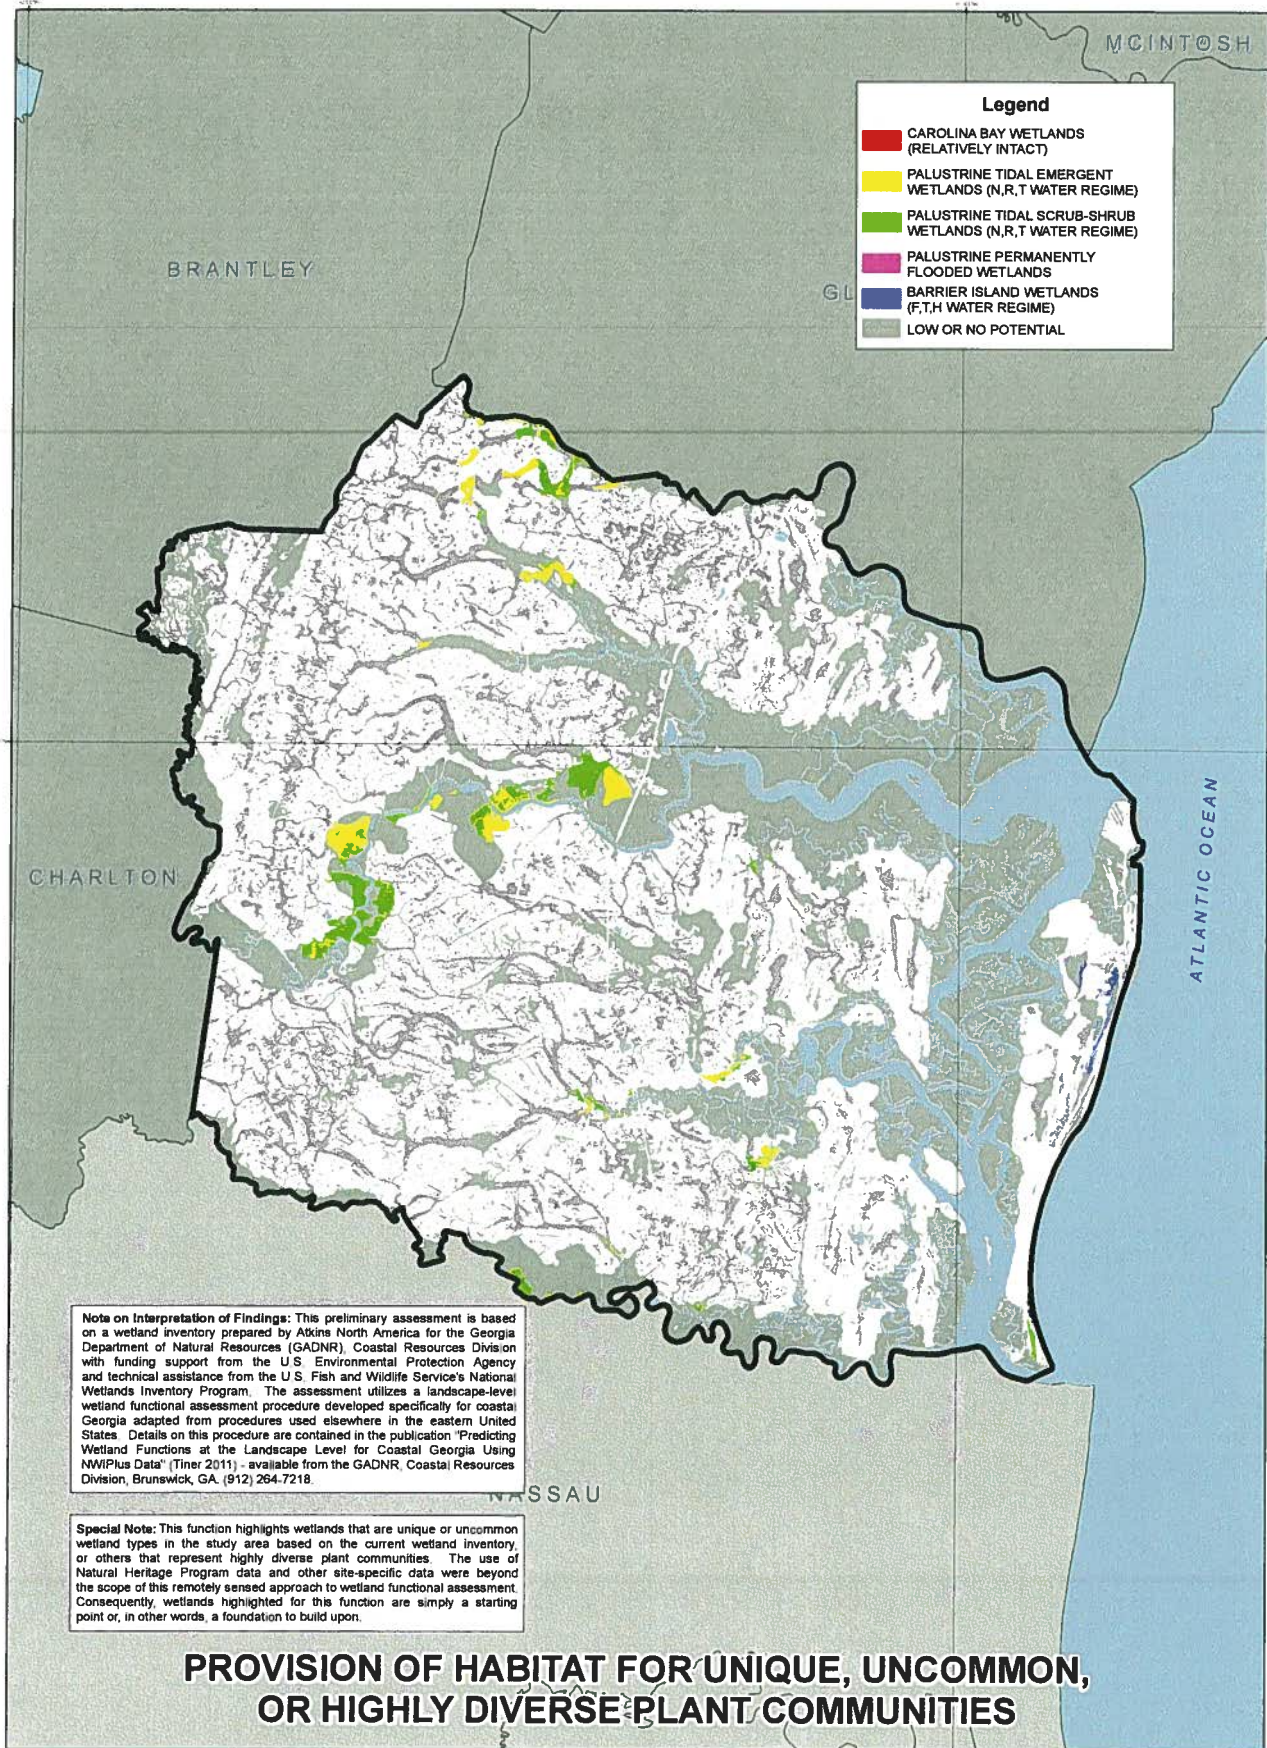 MCINTOSH
Legend
CAROLINA BAY WETLANDS
(RELATIVELY INTACT)
PALUSTRINE TIDAL EMERGENT
WETLANDS (N,R,T WATER REGIME)
PALUSTRINE TIDAL SCRUB-SHRUB
WETLANDS (N,R,T WATER REGIME)
PALUSTRINE PERMANENTLY
FLOODED WETLANDS
BARRIER ISLAND WETLANDS
(F,T,H WATER REGIME)
LOW OR NO POTENTIAL
BRANTLEY
GL
CHARLTON
ATLANTIC OCEAN
Note on Interpretation of Findings: This preliminary assessment is based
on a wetland inventory prepared by Atkins North America for the Georgia
Department of Natural Resources (GADNR), Coastal Resources Division
with funding support from the U.S. Environmental Protection Agency
and technical assistance from the U.S. Fish and Wildlife Service's National
Wetlands Inventory Program. The assessment utilizes a landscape-level
wetland functional assessment procedure developed specifically for coastal
Georgia adapted from procedures used elsewhere in the eastern United
States. Details on this procedure are contained in the publication "Predicting
Wetland Functions at the Landscape Level for Coastal Georgia Using
NWIPlus Data" (Tiner 2011) - available from the GADNR, Coastal Resources
Division, Brunswick, GA. (912) 264-7218.
NASSAU
Special Note: This function highlights wetlands that are unique or uncommon
wetland types in the study area based on the current wetland inventory,
or others that represent highly diverse plant communities. The use of
Natural Heritage Program data and other site-specific data were beyond
the scope of this remotely sensed approach to wetland functional assessment.
Consequently, wetlands highlighted for this function are simply a starting
point or, in other words, a foundation to build upon.
PROVISION OF HABITAT FOR UNIQUE, UNCOMMON,
OR HIGHLY DIVERSE PLANT COMMUNITIES